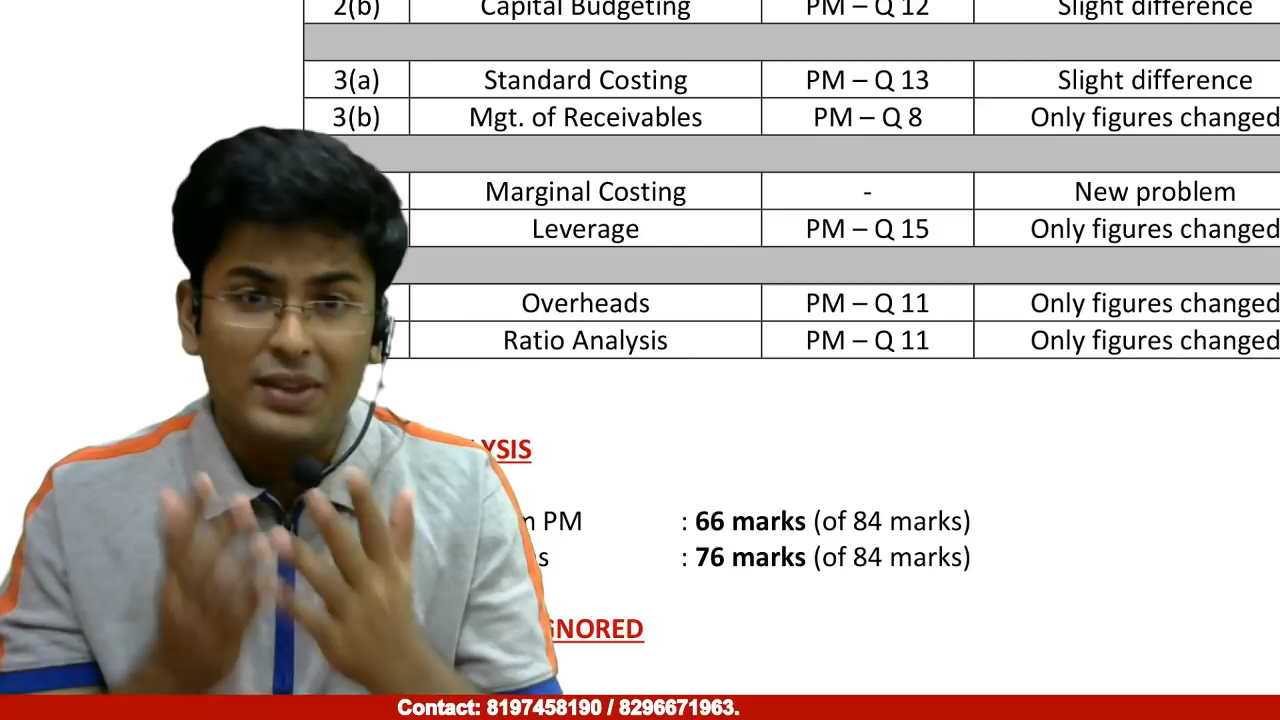 2(b) Capital Budgeting PM – Q 12 Slight difference
3(a) Standard Costing PM – Q 13 Slight difference
3(b) Mgt. of Receivables PM – Q 8 Only figures changed
Marginal Costing - New problem
Leverage PM – Q 15 Only figures changed
Overheads PM – Q 11 Only figures changed
Ratio Analysis PM – Q 11 Only figures changed
YSIS
PM : 66 marks (of 84 marks)
s : 76 marks (of 84 marks)
GNORED
Contact: 8197458190 / 8296671963.